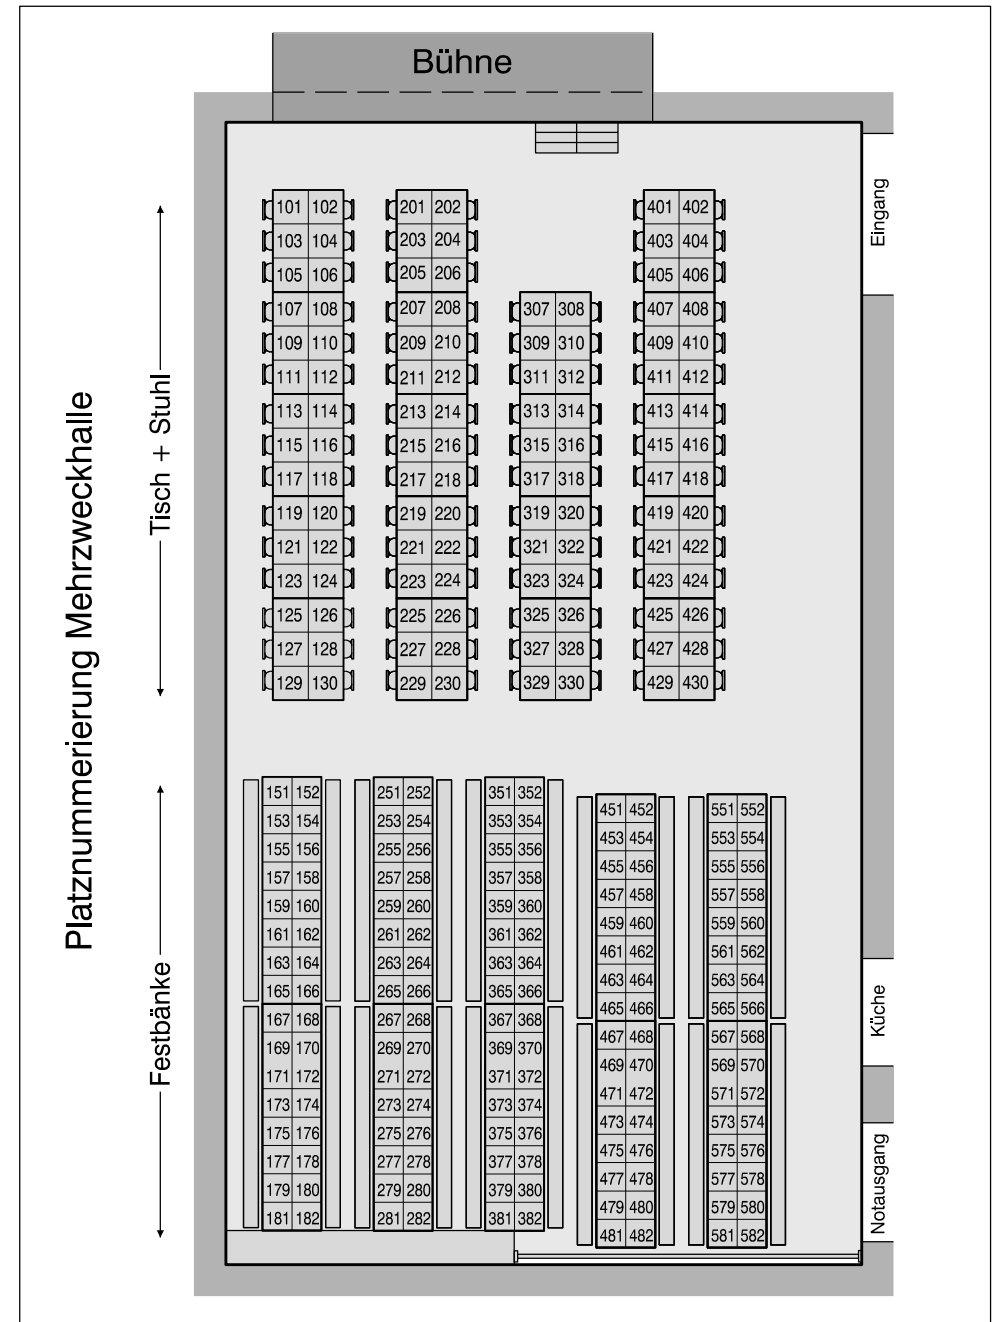 Bühne
Platznummerierung Mehrzweckhalle
Tisch + Stuhl
Festbänke
Eingang
Küche
Notausgang
101 102 201 202 401 402
103 104 203 204 403 404
105 106 205 206 405 406
107 108 207 208 307 308 407 408
109 110 209 210 309 310 409 410
111 112 211 212 311 312 411 412
113 114 213 214 313 314 413 414
115 116 215 216 315 316 415 416
117 118 217 218 317 318 417 418
119 120 219 220 319 320 419 420
121 122 221 222 321 322 421 422
123 124 223 224 323 324 423 424
125 126 225 226 325 326 425 426
127 128 227 228 327 328 427 428
129 130 229 230 329 330 429 430
151 152 251 252 351 352 451 452 551 552
153 154 253 254 353 354 453 454 553 554
155 156 255 256 355 356 455 456 555 556
157 158 257 258 357 358 457 458 557 558
159 160 259 260 359 360 459 460 559 560
161 162 261 262 361 362 461 462 561 562
163 164 263 264 363 364 463 464 563 564
165 166 265 266 365 366 465 466 565 566
167 168 267 268 367 368 467 468 567 568
169 170 269 270 369 370 469 470 569 570
171 172 271 272 371 372 471 472 571 572
173 174 273 274 373 374 473 474 573 574
175 176 275 276 375 376 475 476 575 576
177 178 277 278 377 378 477 478 577 578
179 180 279 280 379 380 479 480 579 580
181 182 281 282 381 382 481 482 581 582